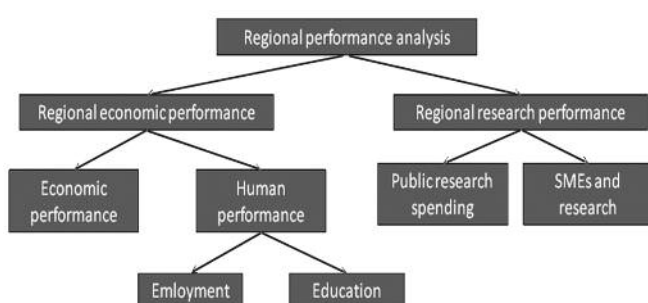 Regional performance analysis
Regional economic performance
Regional research performance
Economic
performance
Human
performance
Public research
spending
SMEs and
research
Emloyment
Education